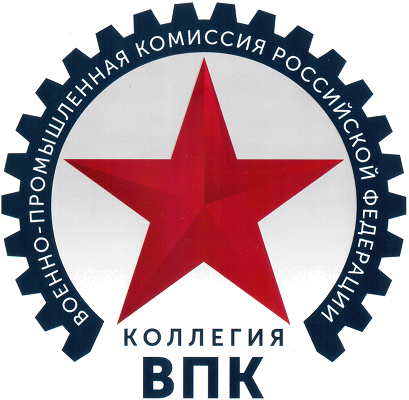 ВОЕННО-ПРОМЫШЛЕННАЯ КОМИССИЯ РОССИЙСКОЙ ФЕДЕРАЦИИ
КОЛЛЕГИЯ
ВПК